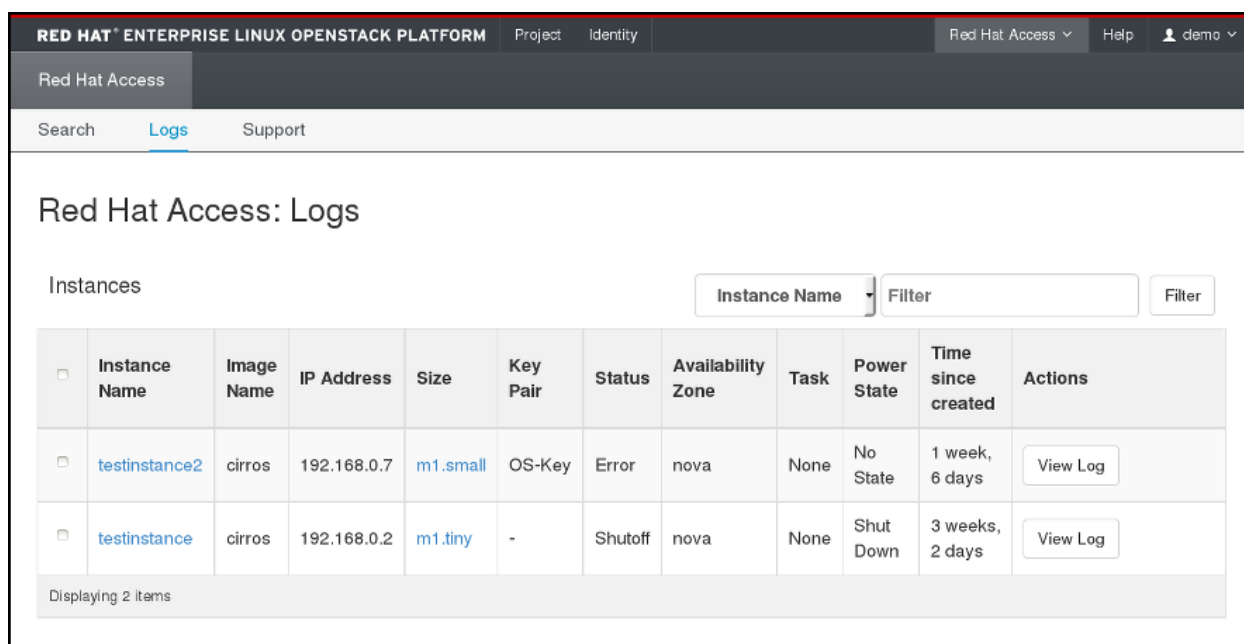 RED HAT® ENTERPRISE LINUX OPENSTACK PLATFORM Project Identity Red Hat Access Help demo
Red Hat Access
Search Logs Support
Red Hat Access: Logs
Instances Instance Name Filter Filter
Instance Name Image Name IP Address Size Key Pair Status Availability Zone Task Power State Time since created Actions
testinstance2 cirros 192.168.0.7 m1.small OS-Key Error nova None No State 1 week, 6 days View Log
testinstance cirros 192.168.0.2 m1.tiny - Shutoff nova None Shut Down 3 weeks, 2 days View Log
Displaying 2 items